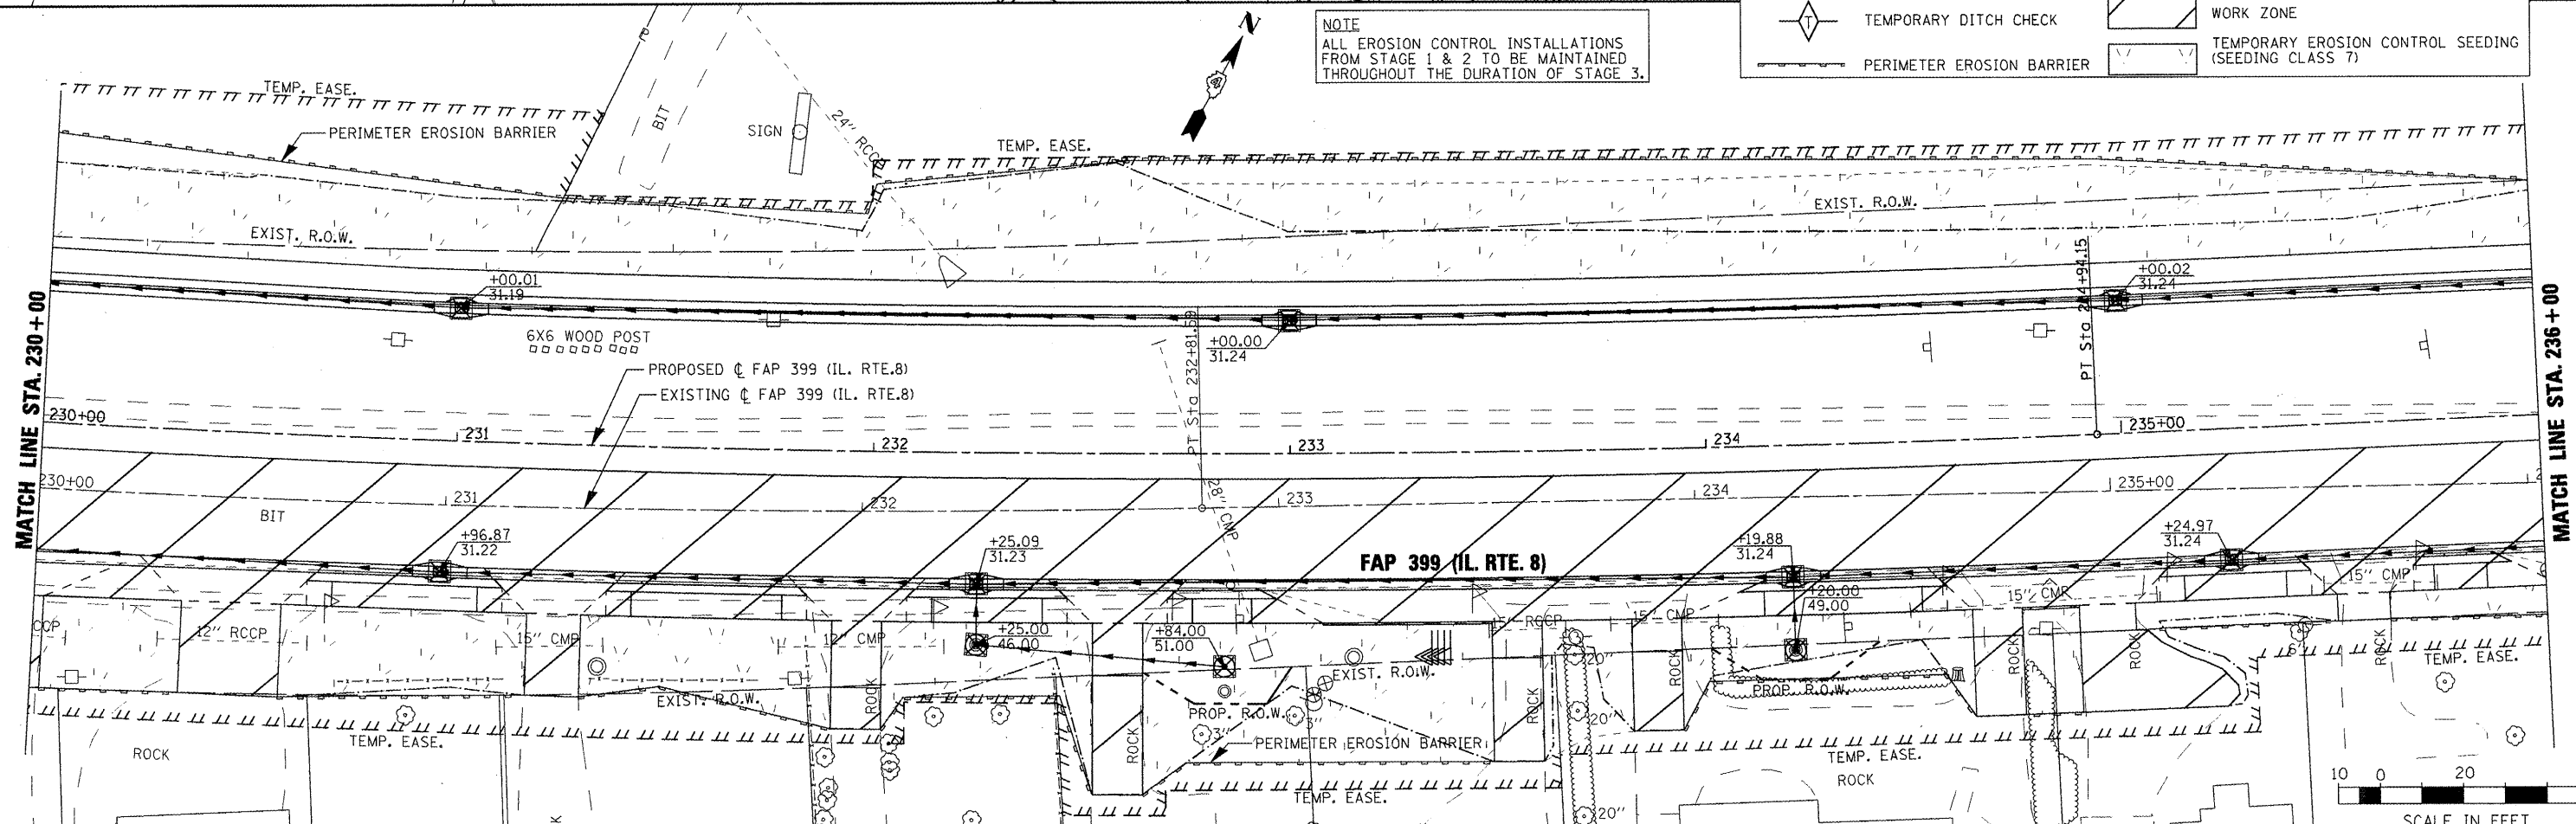 NOTE
ALL EROSION CONTROL INSTALLATIONS
FROM STAGE 1 & 2 TO BE MAINTAINED
THROUGHOUT THE DURATION OF STAGE 3.
TEMPORARY DITCH CHECK
T
PERIMETER EROSION BARRIER
WORK ZONE
TEMPORARY EROSION CONTROL SEEDING
(SEEDING CLASS 7)
N
TEMP. EASE.
PERIMETER EROSION BARRIER
BIT
SIGN
24" RCCP
TEMP. EASE.
EXIST. R.O.W.
EXIST. R.O.W.
MATCH LINE STA. 230+00
MATCH LINE STA. 236+00
+00.01
31.19
+00.00
31.24
+00.02
31.24
6X6 WOOD POST
PROPOSED ℄ FAP 399 (IL. RTE.8)
EXISTING ℄ FAP 399 (IL. RTE.8)
PT Sta 232+81.59
PT Sta 234+94.15
230+00
231
232
233
234
235+00
230+00
231
232
233
234
235+00
BIT
28" CMP
+96.87
31.22
+25.09
31.23
FAP 399 (IL. RTE. 8)
+19.88
31.24
+24.97
31.24
12" RCCP
15" CMP
12" CMP
+25.00
46.00
+84.00
51.00
RCCP
15" CMP
+20.00
49.00
15" CMP
15" CMP
EXIST. R.O.W.
EXIST. R.O.W.
PROP. R.O.W.
PROP. R.O.W.
ROCK
ROCK
ROCK
ROCK
ROCK
ROCK
ROCK
20"
20"
20"
3"
3"
6"
PERIMETER EROSION BARRIER
TEMP. EASE.
TEMP. EASE.
TEMP. EASE.
TEMP. EASE.
ROCK
ROCK
10 0 20
SCALE IN FEET